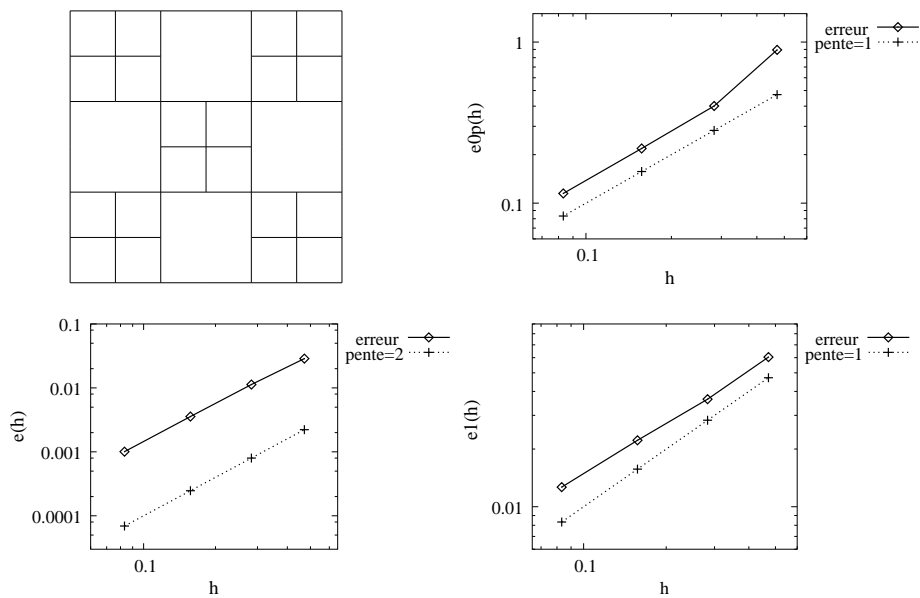 erreur
pente=1
1
0.1
e0p(h)
0.1
h
erreur
pente=2
0.1
0.01
0.001
0.0001
e(h)
0.1
h
erreur
pente=1
0.01
e1(h)
0.1
h